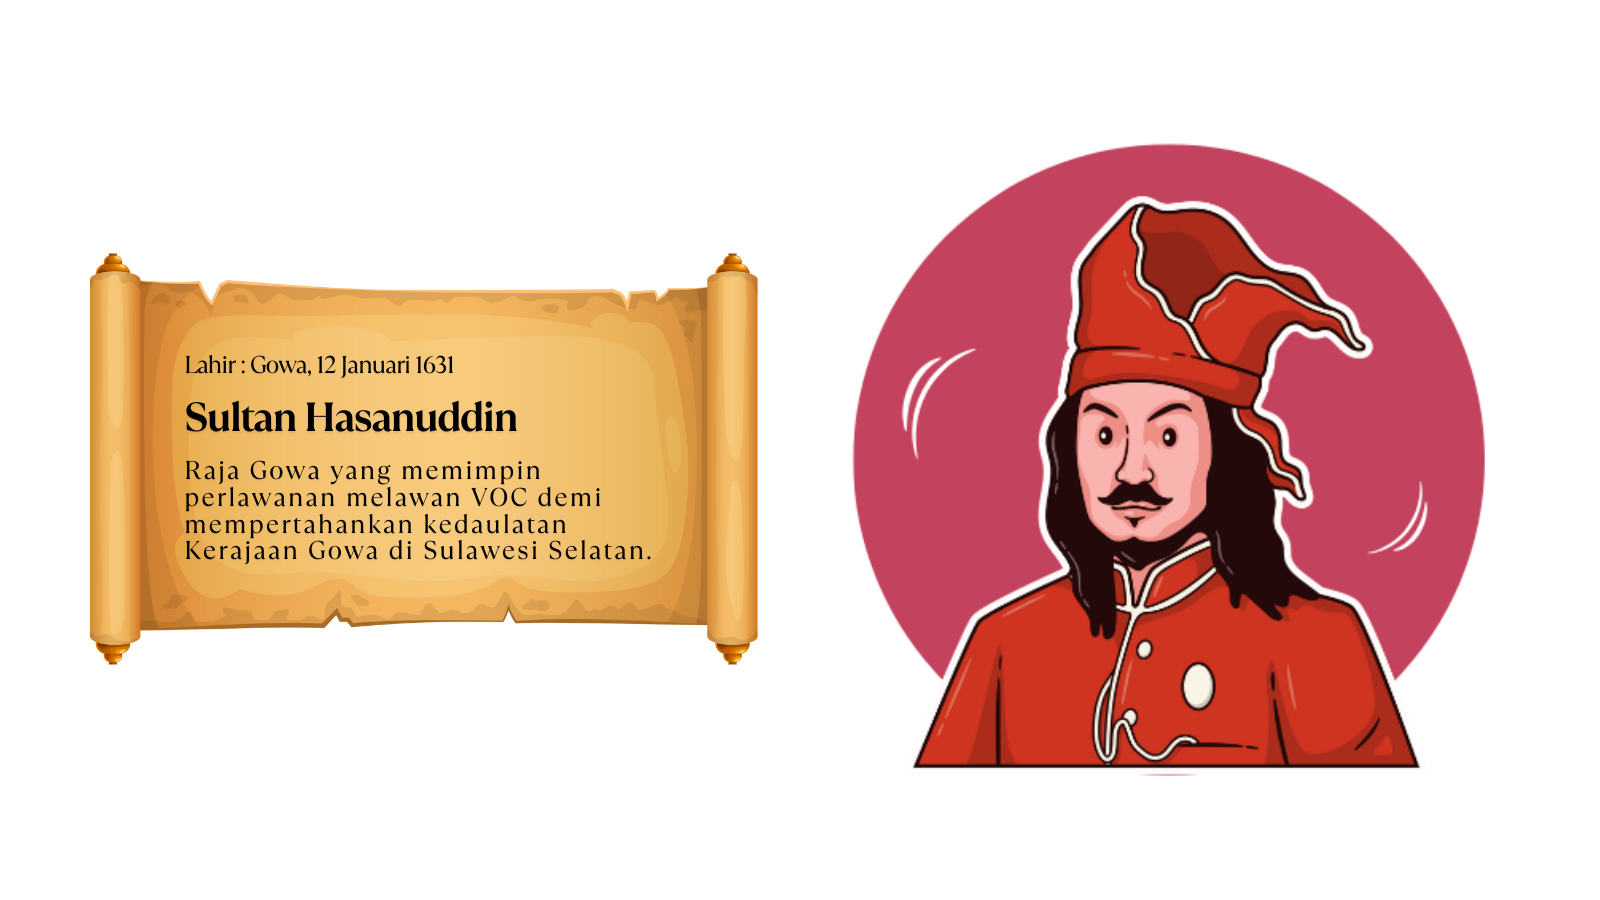 Lahir : Gowa, 12 Januari 1631
Sultan Hasanuddin
Raja Gowa yang memimpin
perlawanan melawan VOC demi
mempertahankan kedaulatan
Kerajaan Gowa di Sulawesi Selatan.